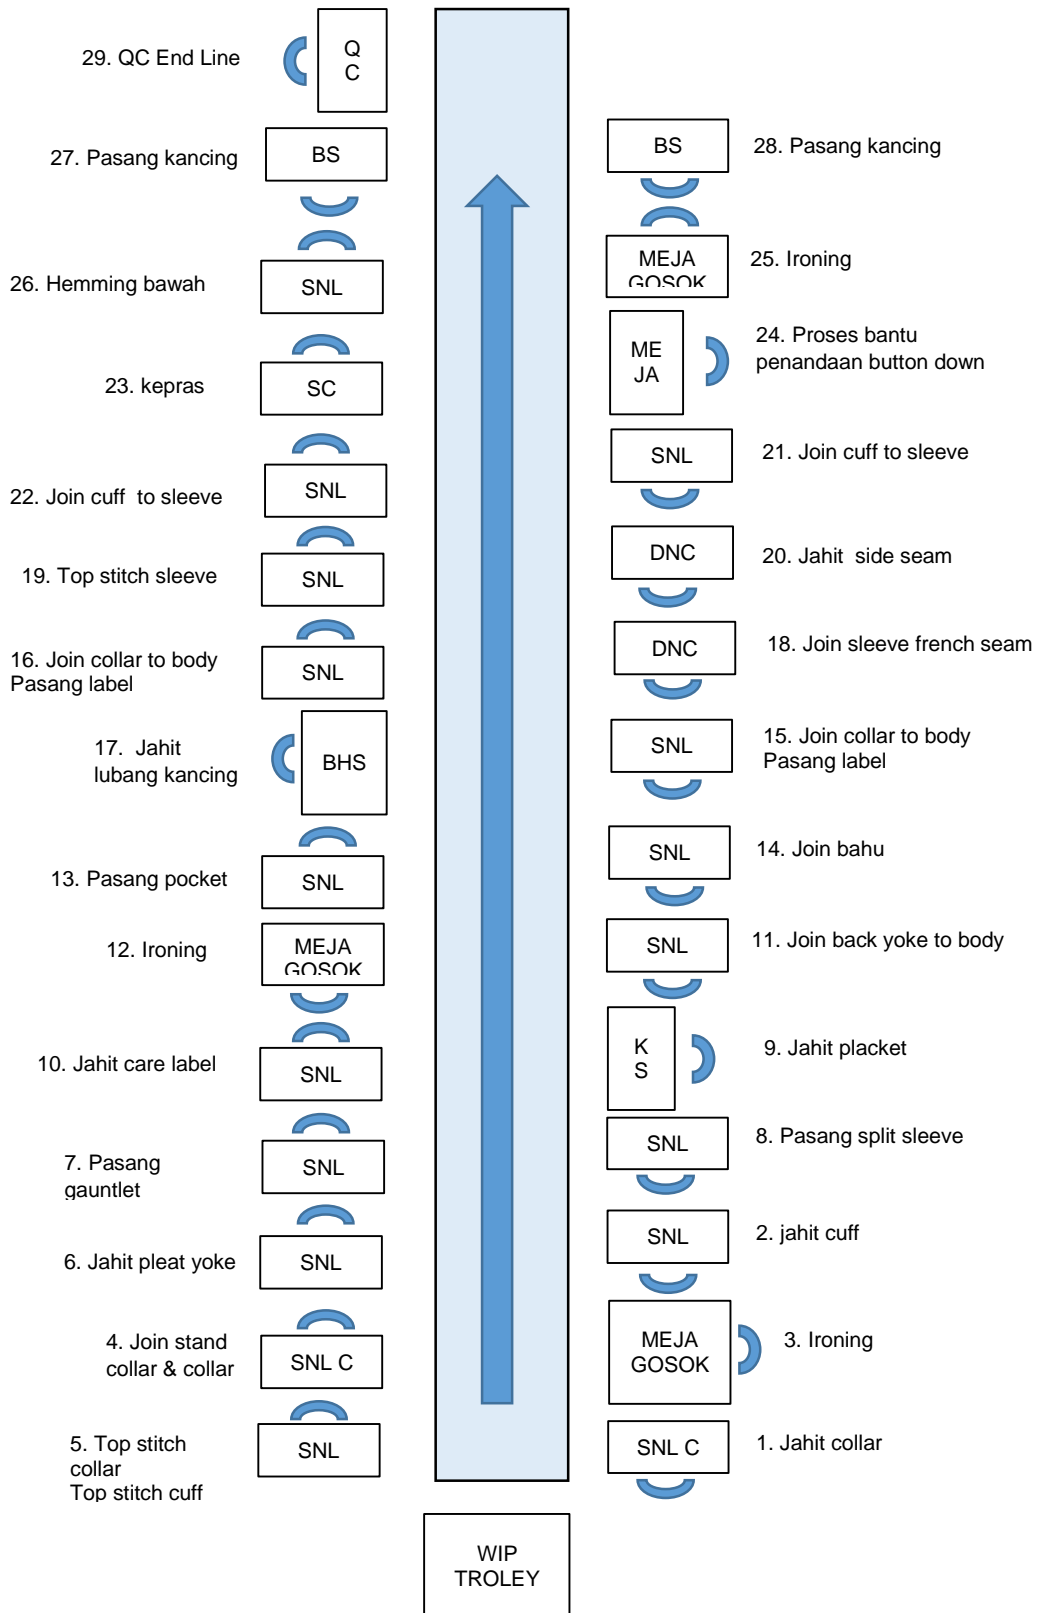 29. QC End Line
Q
C
27. Pasang kancing
BS
BS
28. Pasang kancing
26. Hemming bawah
SNL
MEJA
GOSOK
25. Ironing
23. kepras
SC
ME
JA
24. Proses bantu
penandaan button down
22. Join cuff  to sleeve
SNL
SNL
21. Join cuff to sleeve
19. Top stitch sleeve
SNL
DNC
20. Jahit  side seam
16. Join collar to body
Pasang label
SNL
DNC
18. Join sleeve french seam
17.  Jahit
lubang kancing
BHS
SNL
15. Join collar to body
Pasang label
13. Pasang pocket
SNL
SNL
14. Join bahu
12. Ironing
MEJA
GOSOK
SNL
11. Join back yoke to body
10. Jahit care label
SNL
K
S
9. Jahit placket
7. Pasang
gauntlet
SNL
SNL
8. Pasang split sleeve
6. Jahit pleat yoke
SNL
SNL
2. jahit cuff
4. Join stand
collar & collar
SNL C
MEJA
GOSOK
3. Ironing
5. Top stitch
collar
Top stitch cuff
SNL
SNL C
1. Jahit collar
WIP
TROLEY